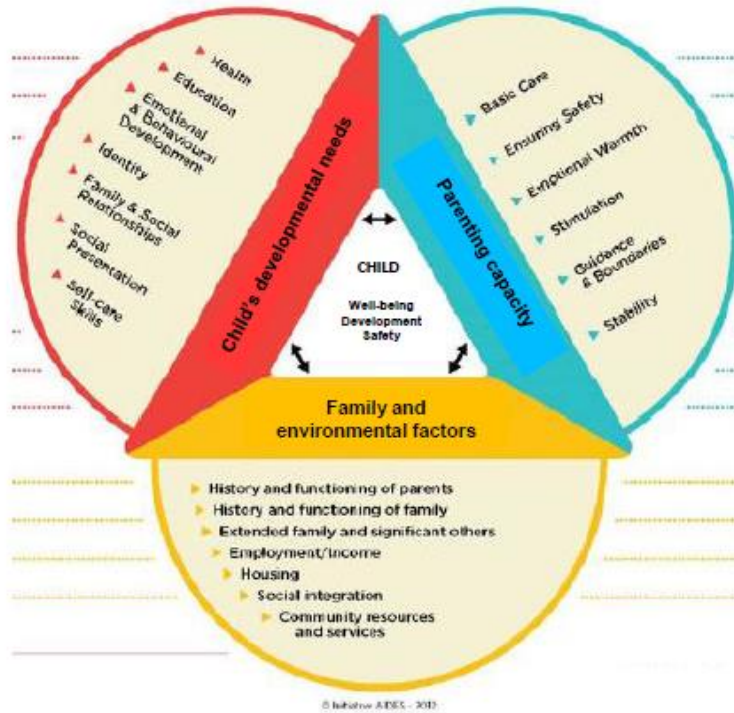 Health
Education
Emotional
& Behavioural
Development
Identity
Family & Social
Relationships
Social
Presentation
Self-care
Skills
Child's developmental needs
Basic Care
Ensuring Safety
Emotional Warmth
Stimulation
Guidance
& Boundaries
Stability
Parenting capacity
CHILD
Well-being
Development
Safety
Family and
environmental factors
History and functioning of parents
History and functioning of family
Extended family and significant others
Employment/Income
Housing
Social integration
Community resources
and services
© Initiative AIDES - 2012